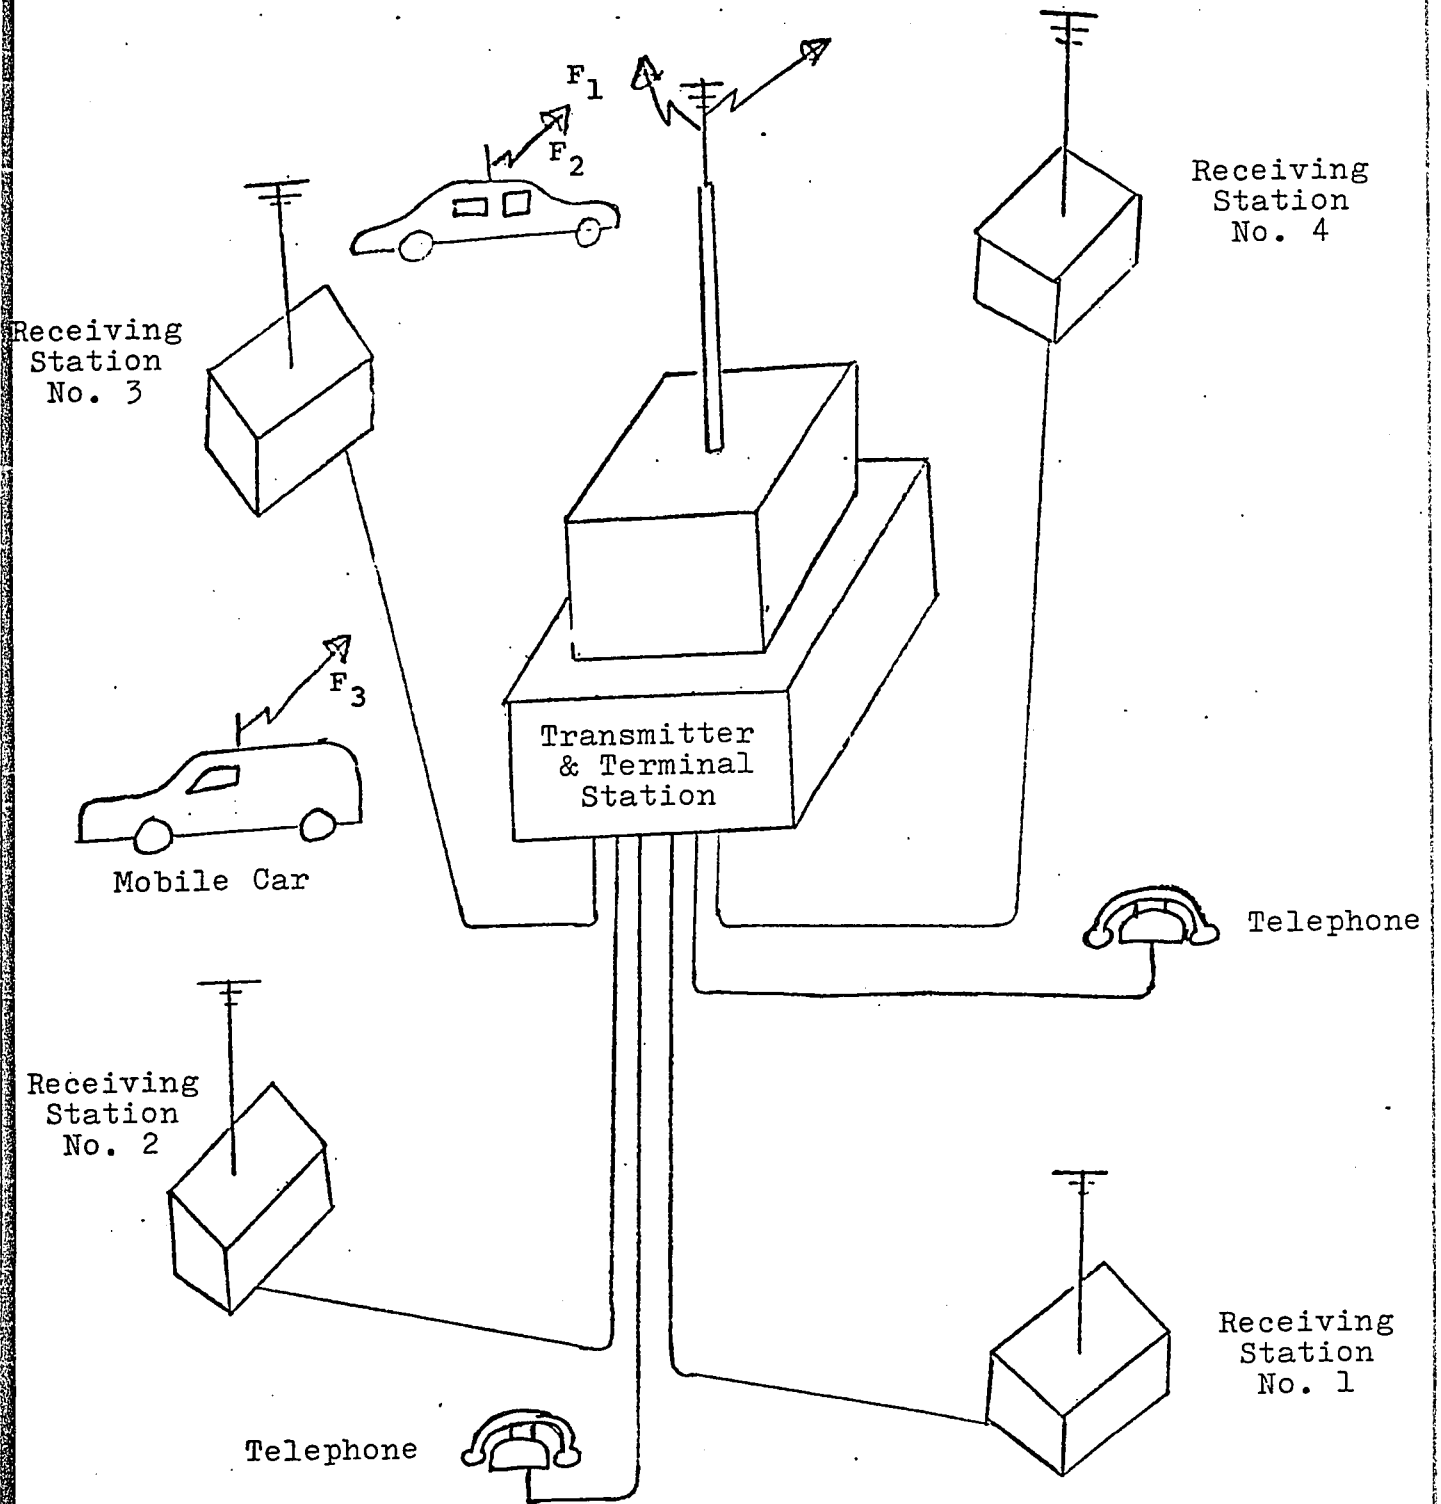 F1
F2
Receiving
Station
No. 4
Receiving
Station
No. 3
F3
Transmitter
& Terminal
Station
Mobile Car
Telephone
Receiving
Station
No. 2
Receiving
Station
No. 1
Telephone